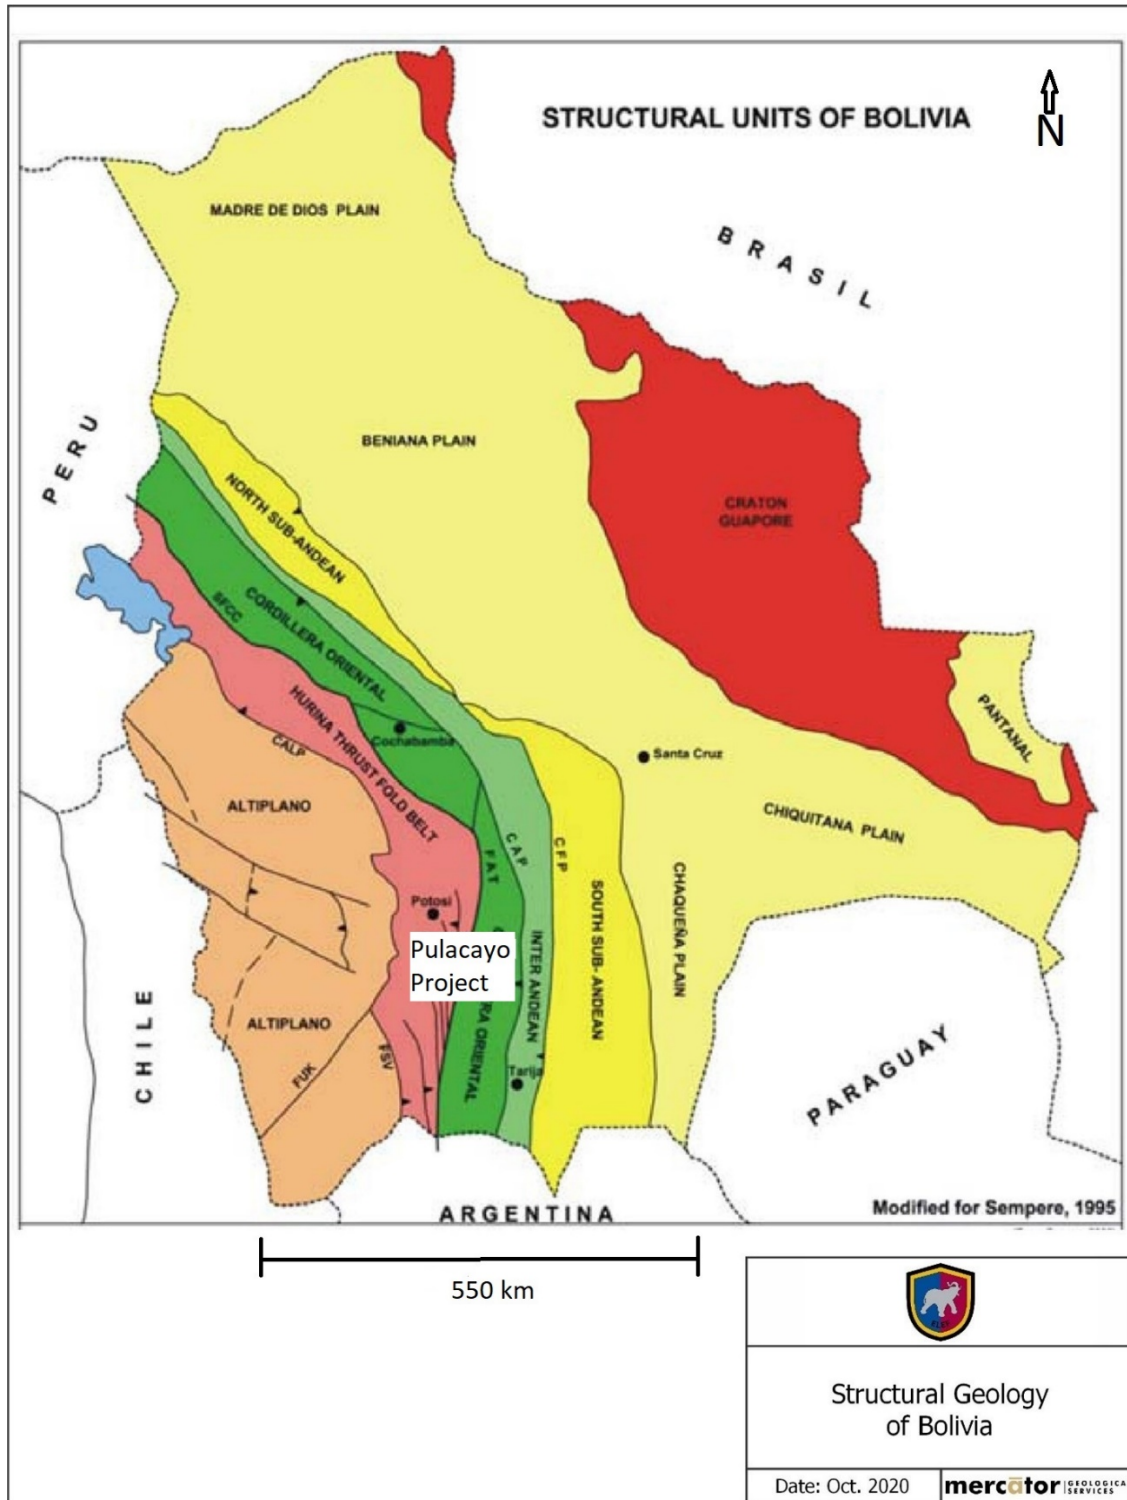 STRUCTURAL UNITS OF BOLIVIA
N
MADRE DE DIOS PLAIN
BRASIL
PERU
BENIANA PLAIN
NORTH SUB-ANDEAN
CRATON
GUAPORE
SFCC
CORDILLERA ORIENTAL
HURINA THRUST FOLD BELT
PANTANAL
Cochabamba
Santa Cruz
CALP
ALTIPLANO
CHIQUITANA PLAIN
FAT
CAP
CFP
CHAQUEÑA PLAIN
SOUTH SUB- ANDEAN
INTER ANDEAN
Potosi
Pulacayo
Project
RA ORIENTAL
CHILE
ALTIPLANO
FUK
FSV
Tarija
PARAGUAY
ARGENTINA
Modified for Sempere, 1995
550 km
Structural Geology
of Bolivia
Date: Oct. 2020
mercator GEOLOGICA
SERVICES